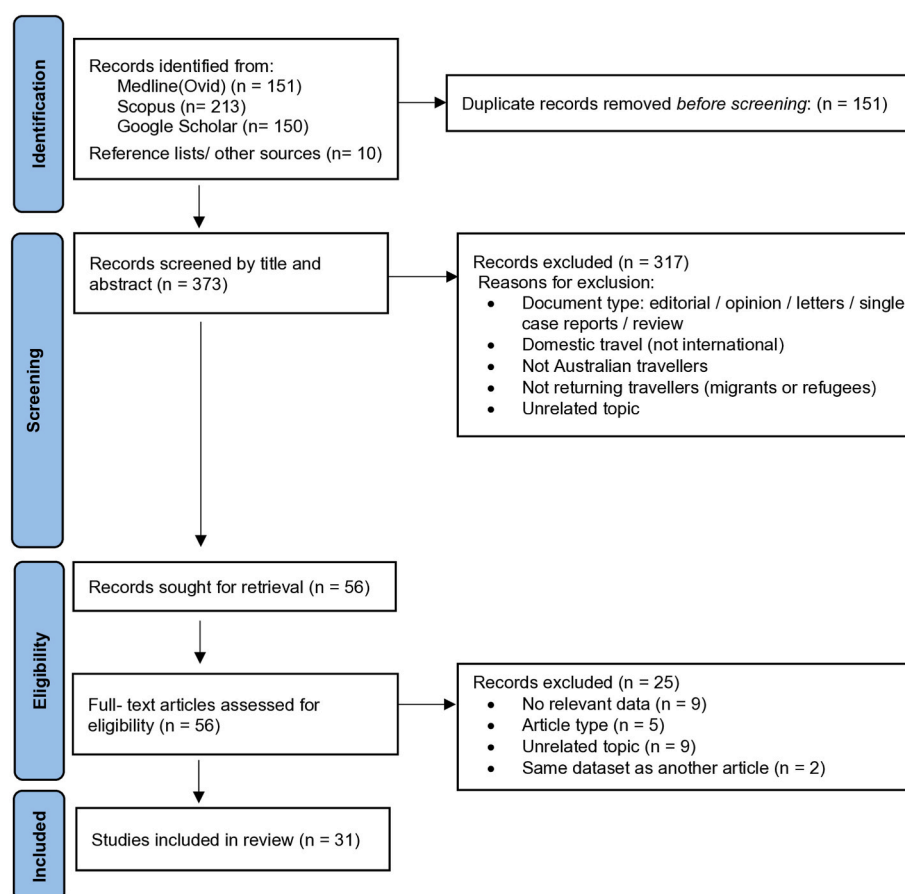 Identification
Records identified from:
Medline(Ovid) (n = 151)
Scopus (n= 213)
Google Scholar (n= 150)
Reference lists/ other sources (n= 10)
Duplicate records removed before screening: (n = 151)
Screening
Records screened by title and
abstract (n = 373)
Records excluded (n = 317)
Reasons for exclusion:
• Document type: editorial / opinion / letters / single
case reports / review
• Domestic travel (not international)
• Not Australian travellers
• Not returning travellers (migrants or refugees)
• Unrelated topic
Eligibility
Records sought for retrieval (n = 56)
Full- text articles assessed for
eligibility (n = 56)
Records excluded (n = 25)
• No relevant data (n = 9)
• Article type (n = 5)
• Unrelated topic (n = 9)
• Same dataset as another article (n = 2)
Included
Studies included in review (n = 31)